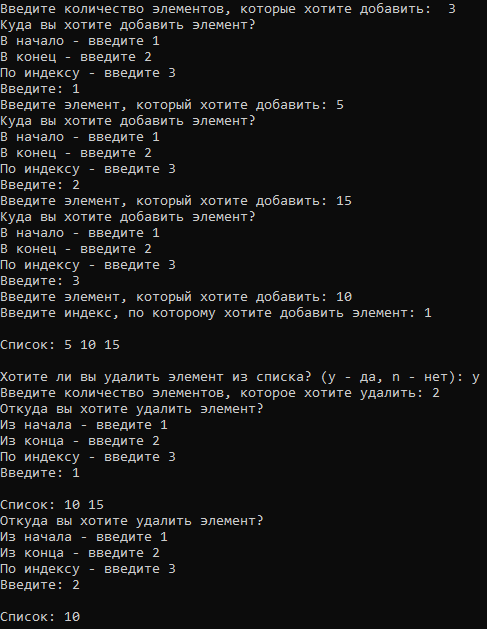 Введите количество элементов, которые хотите добавить:  3
Куда вы хотите добавить элемент?
В начало - введите 1
В конец - введите 2
По индексу - введите 3
Введите: 1
Введите элемент, который хотите добавить: 5
Куда вы хотите добавить элемент?
В начало - введите 1
В конец - введите 2
По индексу - введите 3
Введите: 2
Введите элемент, который хотите добавить: 15
Куда вы хотите добавить элемент?
В начало - введите 1
В конец - введите 2
По индексу - введите 3
Введите: 3
Введите элемент, который хотите добавить: 10
Введите индекс, по которому хотите добавить элемент: 1
Список: 5 10 15
Хотите ли вы удалить элемент из списка? (y - да, n - нет): y
Введите количество элементов, которое хотите удалить: 2
Откуда вы хотите удалить элемент?
Из начала - введите 1
Из конца - введите 2
По индексу - введите 3
Введите: 1
Список: 10 15
Откуда вы хотите удалить элемент?
Из начала - введите 1
Из конца - введите 2
По индексу - введите 3
Введите: 2
Список: 10